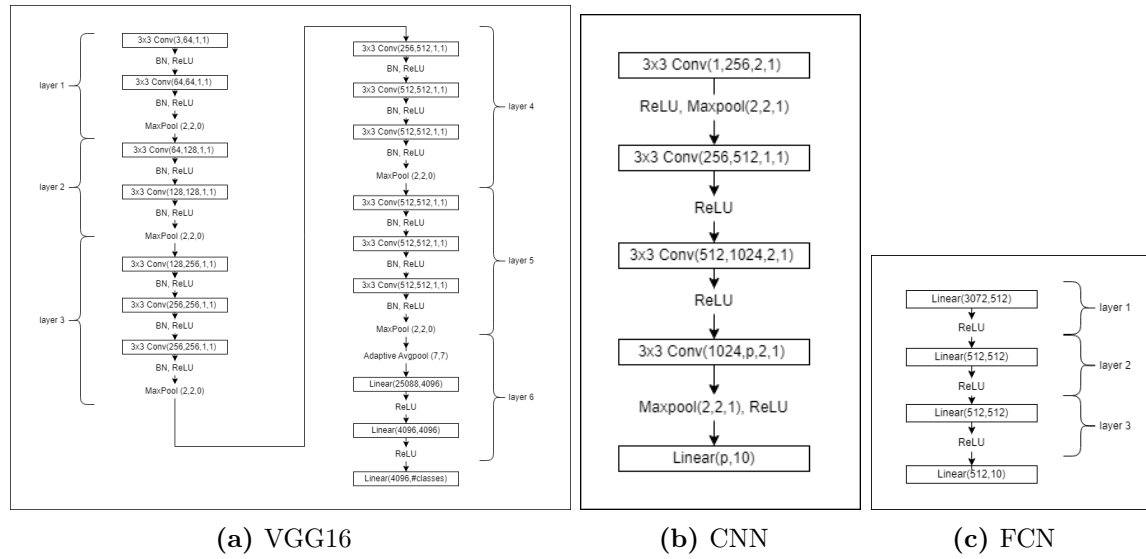 layer 1
3x3 Conv(3,64,1,1)
BN, ReLU
3x3 Conv(64,64,1,1)
BN, ReLU
MaxPool (2,2,0)
layer 2
3x3 Conv(64,128,1,1)
BN, ReLU
3x3 Conv(128,128,1,1)
BN, ReLU
MaxPool (2,2,0)
layer 3
3x3 Conv(128,256,1,1)
BN, ReLU
3x3 Conv(256,256,1,1)
BN, ReLU
3x3 Conv(256,256,1,1)
BN, ReLU
MaxPool (2,2,0)
3x3 Conv(256,512,1,1)
BN, ReLU
3x3 Conv(512,512,1,1)
BN, ReLU
3x3 Conv(512,512,1,1)
BN, ReLU
MaxPool (2,2,0)
layer 4
3x3 Conv(512,512,1,1)
BN, ReLU
3x3 Conv(512,512,1,1)
BN, ReLU
3x3 Conv(512,512,1,1)
BN, ReLU
MaxPool (2,2,0)
layer 5
Adaptive Avgpool (7,7)
Linear(25088,4096)
ReLU
Linear(4096,4096)
ReLU
layer 6
Linear(4096,#classes)
(a) VGG16
3x3 Conv(1,256,2,1)
ReLU, Maxpool(2,2,1)
3x3 Conv(256,512,1,1)
ReLU
3x3 Conv(512,1024,2,1)
ReLU
3x3 Conv(1024,p,2,1)
Maxpool(2,2,1), ReLU
Linear(p,10)
(b) CNN
Linear(3072,512)
ReLU
layer 1
Linear(512,512)
ReLU
layer 2
Linear(512,512)
ReLU
layer 3
Linear(512,10)
(c) FCN